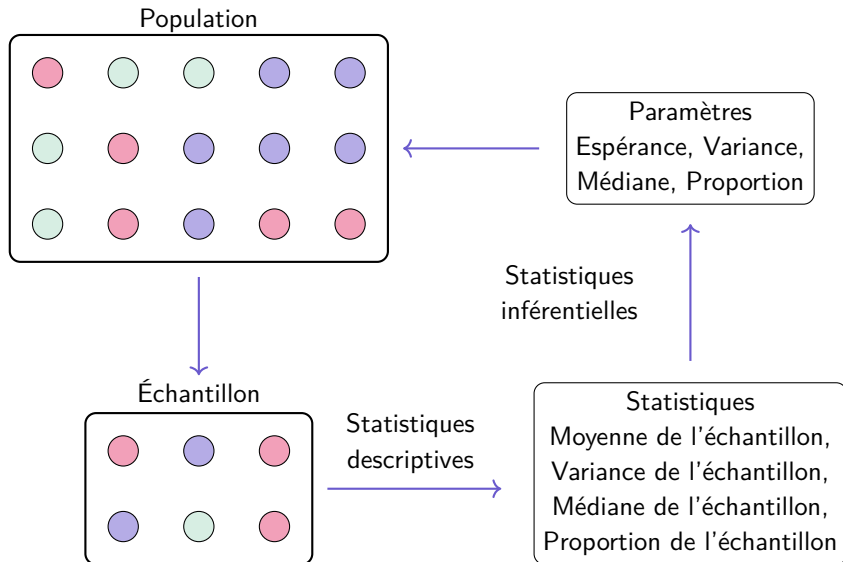 Population
Paramètres
Espérance, Variance,
Médiane, Proportion
Statistiques
inférentielles
Échantillon
Statistiques
descriptives
Statistiques
Moyenne de l'échantillon,
Variance de l'échantillon,
Médiane de l'échantillon,
Proportion de l'échantillon